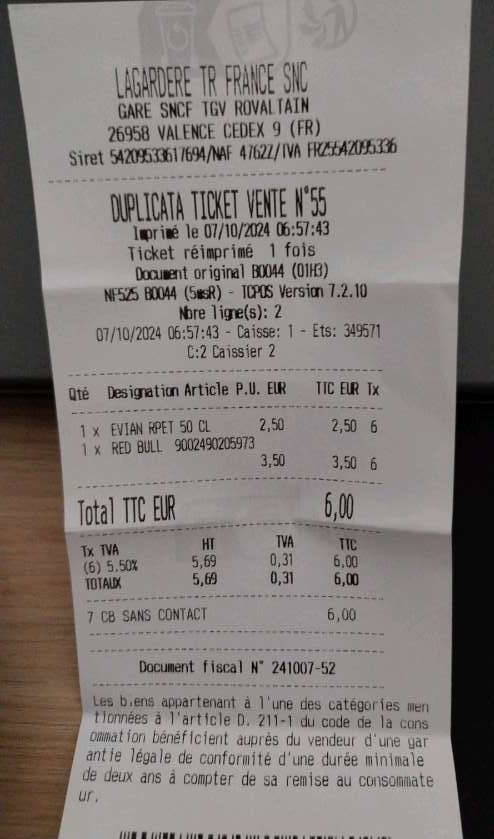 LAGARDERE TR FRANCE SNC
GARE SNCF TGV ROVALTAIN
26958 VALENCE CEDEX 9 (FR)
Siret 54209533617694/NAF 4762Z/TVA FR25542095336
DUPLICATA TICKET VENTE N°55
Imprimé le 07/10/2024 06:57:43
Ticket réimprimé 1 fois
Document original B0044 (01H3)
NF525 B0044 (5msR) - TCPOS Version 7.2.10
Nbre ligne(s): 2
07/10/2024 06:57:43 - Caisse: 1 - Ets: 349571
C:2 Caissier 2
Qté Designation Article P.U. EUR TTC EUR Tx
1 x EVIAN RPET 50 CL 2,50 2,50 6
1 x RED BULL 9002490205973
3,50 3,50 6
Total TTC EUR 6,00
Tx TVA HT TVA TTC
(6) 5.50% 5,69 0,31 6,00
TOTAUX 5,69 0,31 6,00
7 CB SANS CONTACT 6,00
Document fiscal N° 241007-52
Les biens appartenant à l'une des catégories men
tionnées à l'article D. 211-1 du code de la cons
ommation bénéficient auprès du vendeur d'une gar
antie légale de conformité d'une durée minimale
de deux ans à compter de sa remise au consommate
ur.